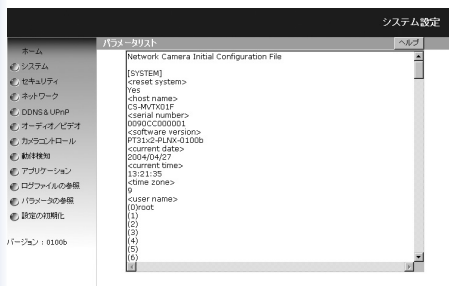 システム設定
パラメータリスト
ヘルプ
ホーム
システム
セキュリティ
ネットワーク
DDNS& UPnP
オーディオ／ビデオ
カメラコントロール
動体検知
アプリケーション
ログファイルの参照
パラメータの参照
設定の初期化
バージョン：0100b
Network Camera Initial Configuration File
[SYSTEM]
<reset system>
Yes
<host name>
CS-MVTX01F
<serial number>
0090CC000001
<software version>
PT31x2-PLNX-0100b
<current date>
2004/04/27
<current time>
13:21:35
<time zone>
9
<user name>
(0)root
(1)
(2)
(3)
(4)
(5)
(6)